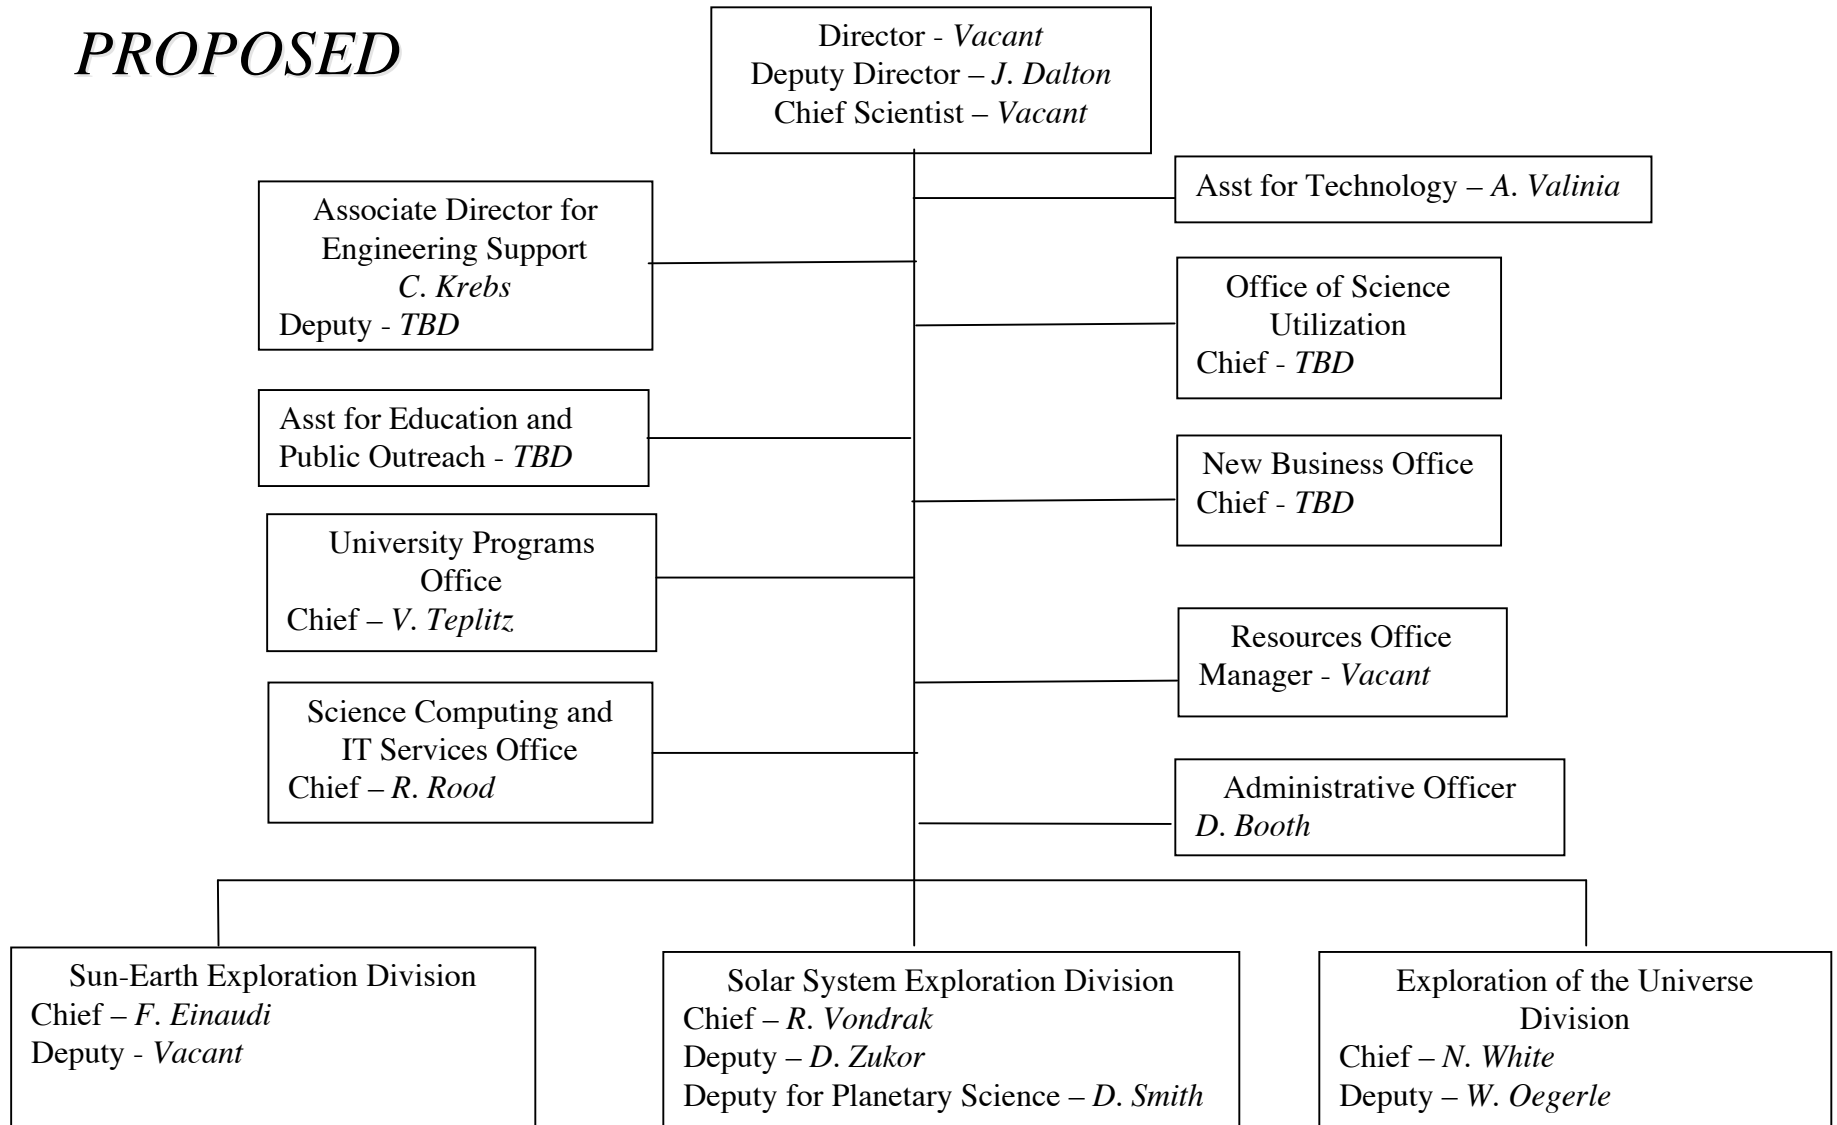 PROPOSED
Director - Vacant
Deputy Director – J. Dalton
Chief Scientist – Vacant
Asst for Technology – A. Valinia
Associate Director for
Engineering Support
C. Krebs
Deputy - TBD
Office of Science
Utilization
Chief - TBD
Asst for Education and
Public Outreach - TBD
New Business Office
Chief - TBD
University Programs
Office
Chief – V. Teplitz
Resources Office
Manager - Vacant
Science Computing and
IT Services Office
Chief – R. Rood
Administrative Officer
D. Booth
Sun-Earth Exploration Division
Chief – F. Einaudi
Deputy - Vacant
Solar System Exploration Division
Chief – R. Vondrak
Deputy – D. Zukor
Deputy for Planetary Science – D. Smith
Exploration of the Universe
Division
Chief – N. White
Deputy – W. Oegerle